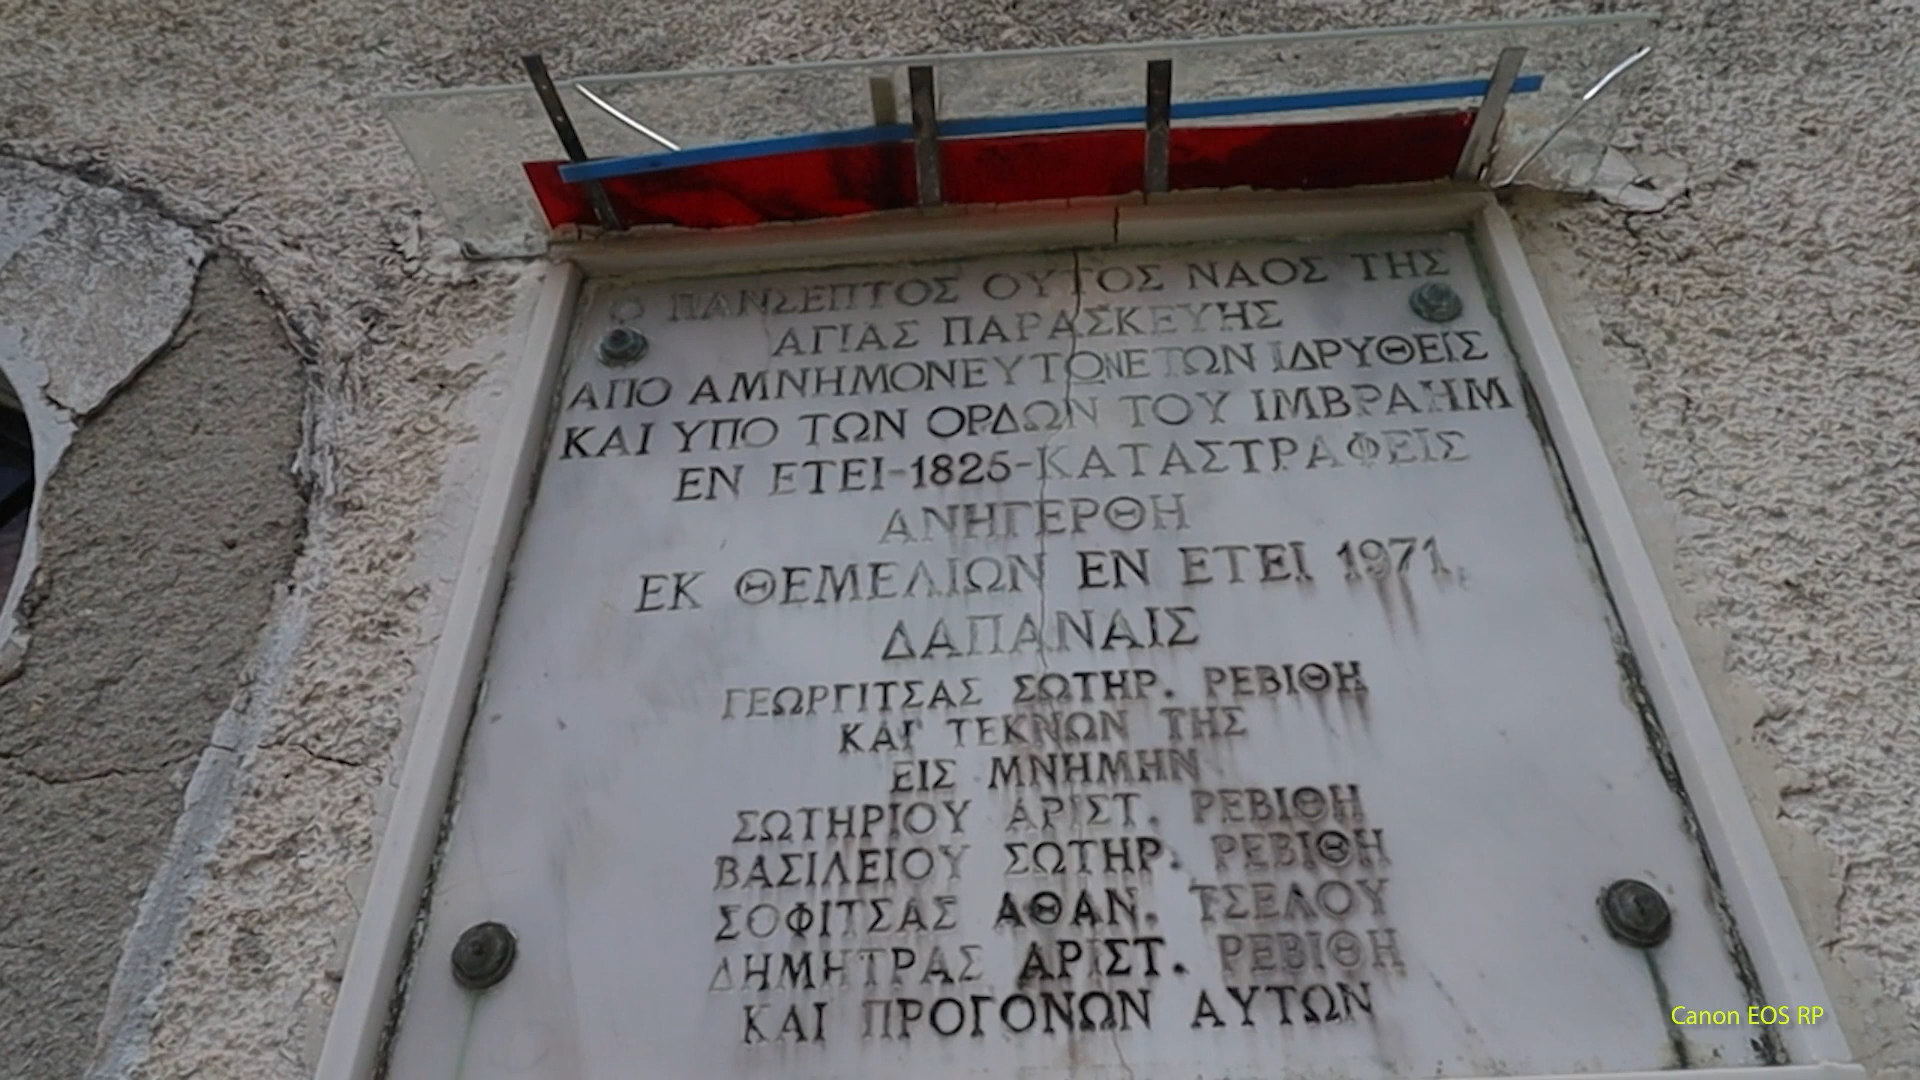 Ο ΠΑΝΣΕΠΤΟΣ ΟΥΤΟΣ ΝΑΟΣ ΤΗΣ
ΑΓΙΑΣ ΠΑΡΑΣΚΕΥΗΣ
ΑΠΟ ΑΜΝΗΜΟΝΕΥΤΩΝ ΕΤΩΝ ΙΔΡΥΘΕΙΣ
ΚΑΙ ΥΠΟ ΤΩΝ ΟΡΔΩΝ ΤΟΥ ΙΜΒΡΑΗΜ
ΕΝ ΕΤΕΙ-1825-ΚΑΤΑΣΤΡΑΦΕΙΣ
ΑΝΗΓΕΡΘΗ
ΕΚ ΘΕΜΕΛΙΩΝ ΕΝ ΕΤΕΙ 1971
ΔΑΠΑΝΑΙΣ
ΓΕΩΡΓΙΤΣΑΣ ΣΩΤΗΡ. ΡΕΒΙΘΗ
ΚΑΙ ΤΕΚΝΩΝ ΤΗΣ
ΕΙΣ ΜΝΗΜΗΝ
ΣΩΤΗΡΙΟΥ ΑΡΙΣΤ. ΡΕΒΙΘΗ
ΒΑΣΙΛΕΙΟΥ ΣΩΤΗΡ. ΡΕΒΙΘΗ
ΣΟΦΙΤΣΑΣ ΑΘΑΝ. ΤΣΕΛΟΥ
ΔΗΜΗΤΡΑΣ ΑΡΙΣΤ. ΡΕΒΙΘΗ
ΚΑΙ ΠΡΟΓΟΝΩΝ ΑΥΤΩΝ
Canon EOS RP